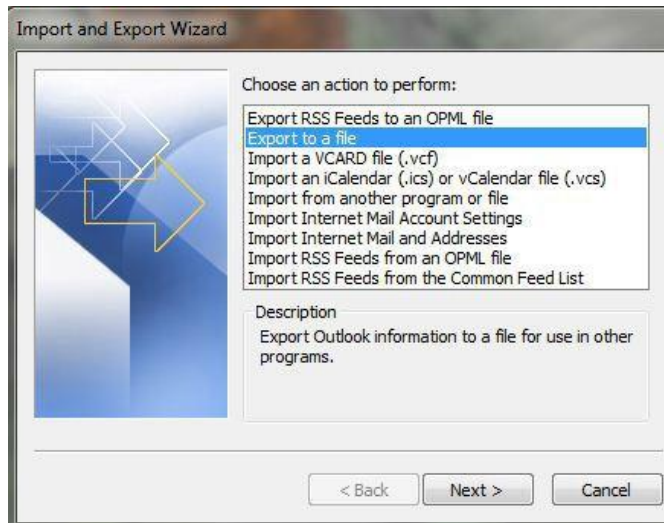 Import and Export Wizard
Choose an action to perform:
Export RSS Feeds to an OPML file
Export to a file
Import a VCARD file (.vcf)
Import an iCalendar (.ics) or vCalendar file (.vcs)
Import from another program or file
Import Internet Mail Account Settings
Import Internet Mail and Addresses
Import RSS Feeds from an OPML file
Import RSS Feeds from the Common Feed List
Description
Export Outlook information to a file for use in other
programs.
< Back Next > Cancel